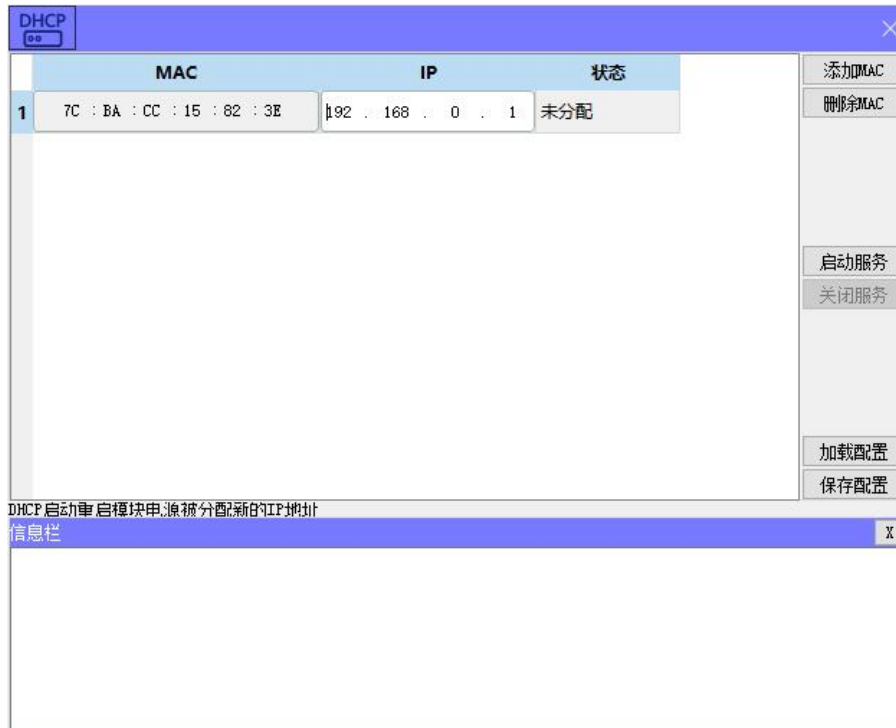 DHCP
MAC IP 状态
1 7C : BA : CC : 15 : 82 : 3E 192 . 168 . 0 . 1 未分配
添加MAC
删除MAC
启动服务
关闭服务
加载配置
保存配置
DHCP启动重启模块电源被分配新的IP地址
信息栏 X